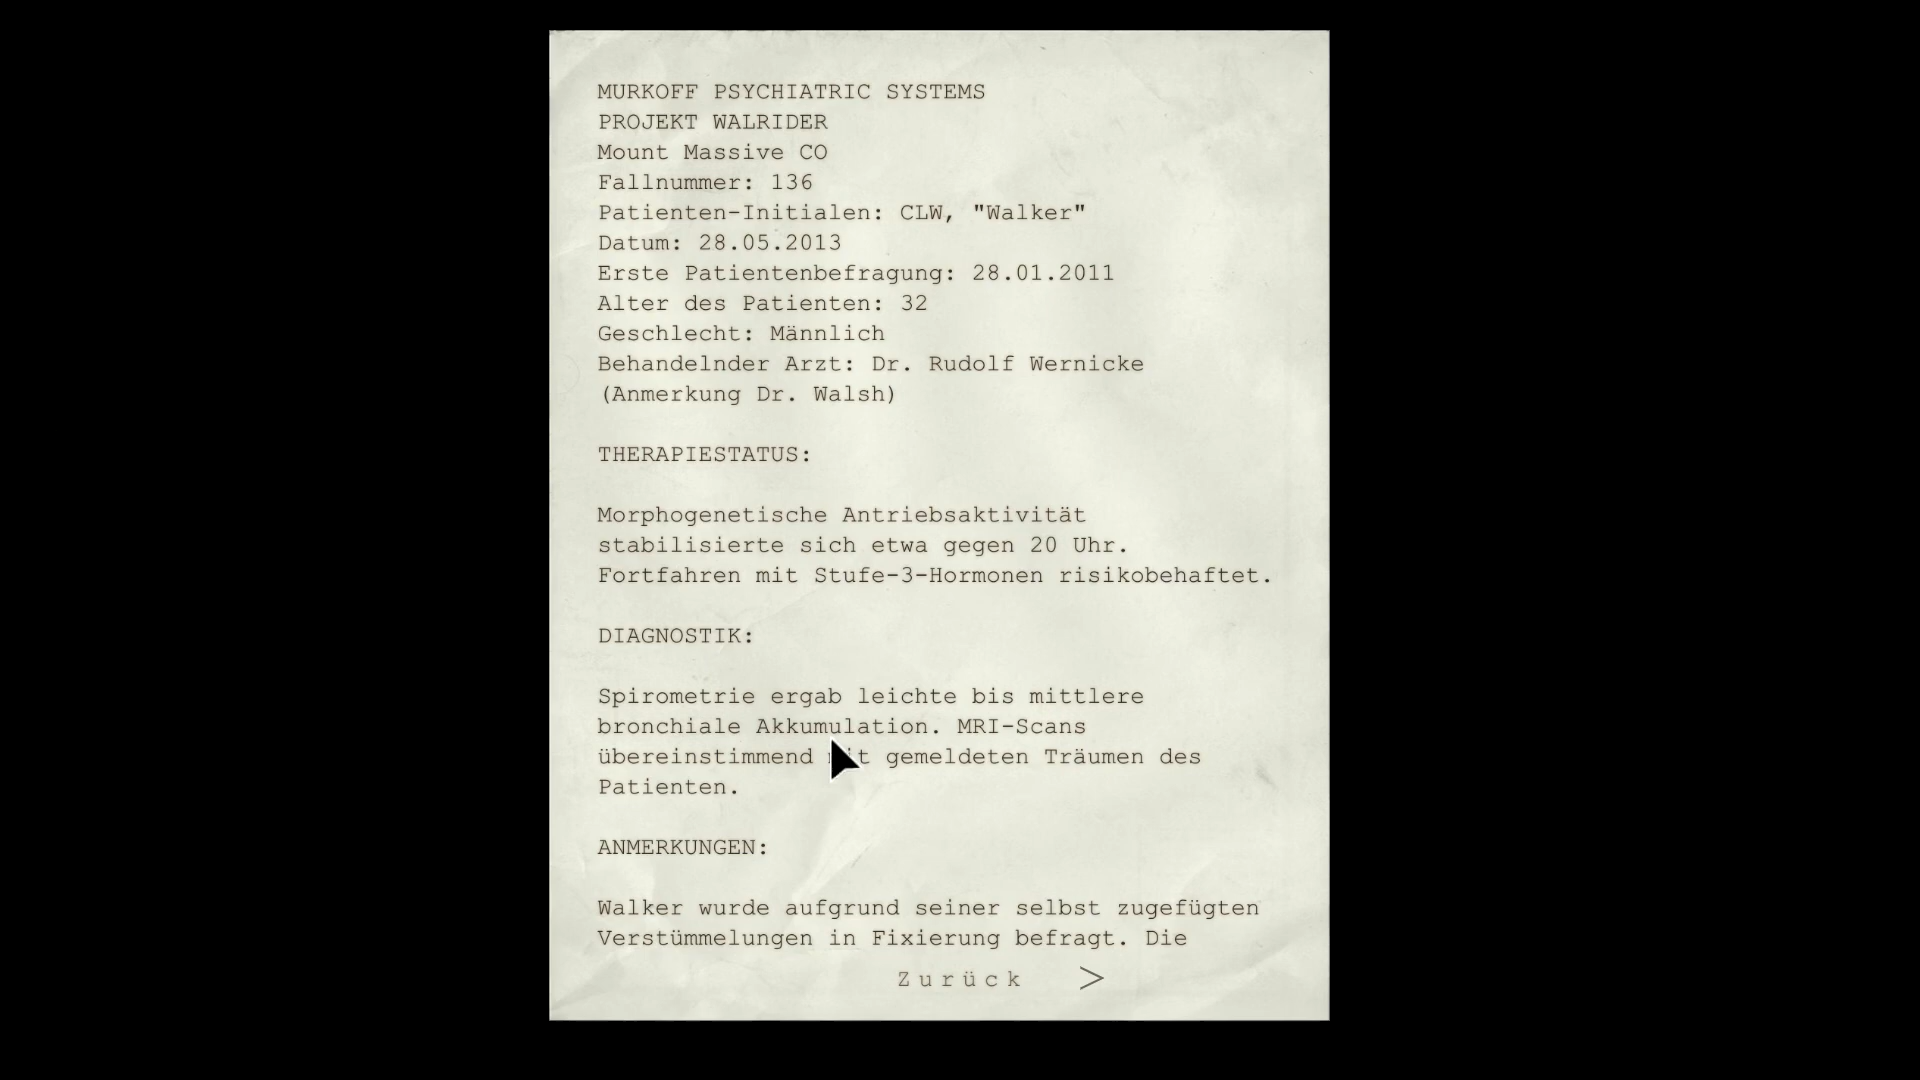 MURKOFF PSYCHIATRIC SYSTEMS
PROJEKT WALRIDER
Mount Massive CO
Fallnummer: 136
Patienten-Initialen: CLW, "Walker"
Datum: 28.05.2013
Erste Patientenbefragung: 28.01.2011
Alter des Patienten: 32
Geschlecht: Männlich
Behandelnder Arzt: Dr. Rudolf Wernicke
(Anmerkung Dr. Walsh)
THERAPIESTATUS:
Morphogenetische Antriebsaktivität
stabilisierte sich etwa gegen 20 Uhr.
Fortfahren mit Stufe-3-Hormonen risikobehaftet.
DIAGNOSTIK:
Spirometrie ergab leichte bis mittlere
bronchiale Akkumulation. MRI-Scans
übereinstimmend mit gemeldeten Träumen des
Patienten.
ANMERKUNGEN:
Walker wurde aufgrund seiner selbst zugefügten
Verstümmelungen in Fixierung befragt. Die
Zurück >